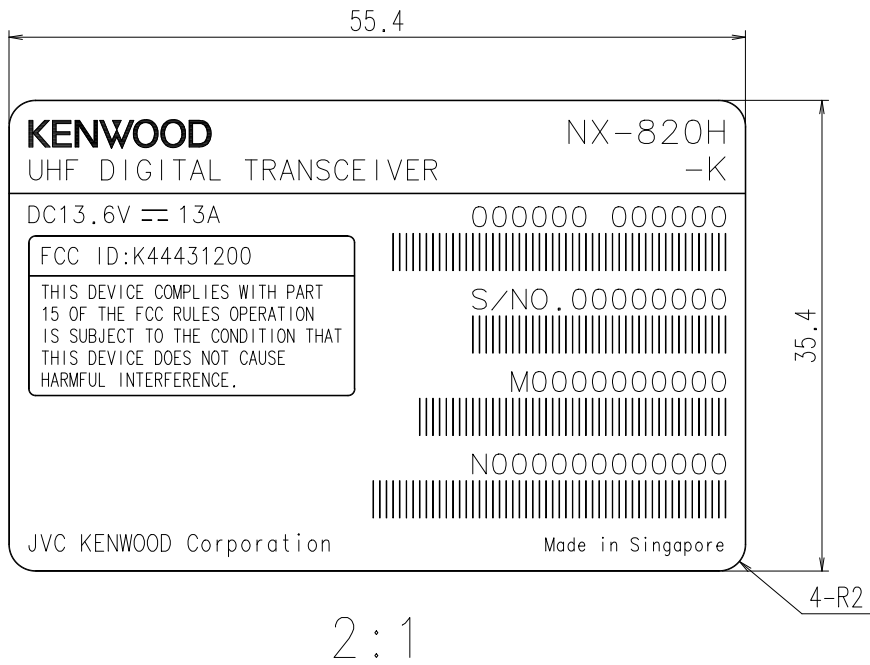 55.4
KENWOOD
NX-820H
UHF DIGITAL TRANSCEIVER
-K
DC13.6V ⎓ 13A
000000 000000
FCC ID:K44431200
THIS DEVICE COMPLIES WITH PART
15 OF THE FCC RULES OPERATION
IS SUBJECT TO THE CONDITION THAT
THIS DEVICE DOES NOT CAUSE
HARMFUL INTERFERENCE.
S/NO.00000000
M0000000000
N000000000000
JVC KENWOOD Corporation
Made in Singapore
35.4
4-R2
2:1